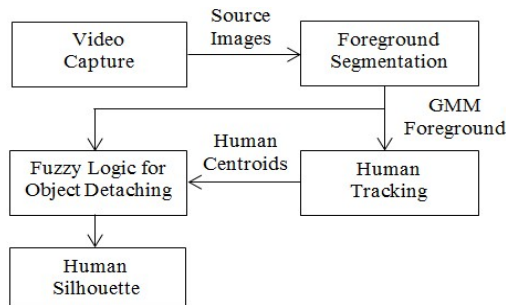 Video
Capture
Source
Images
Foreground
Segmentation
GMM
Foreground
Human
Centroids
Fuzzy Logic for
Object Detaching
Human
Tracking
Human
Silhouette